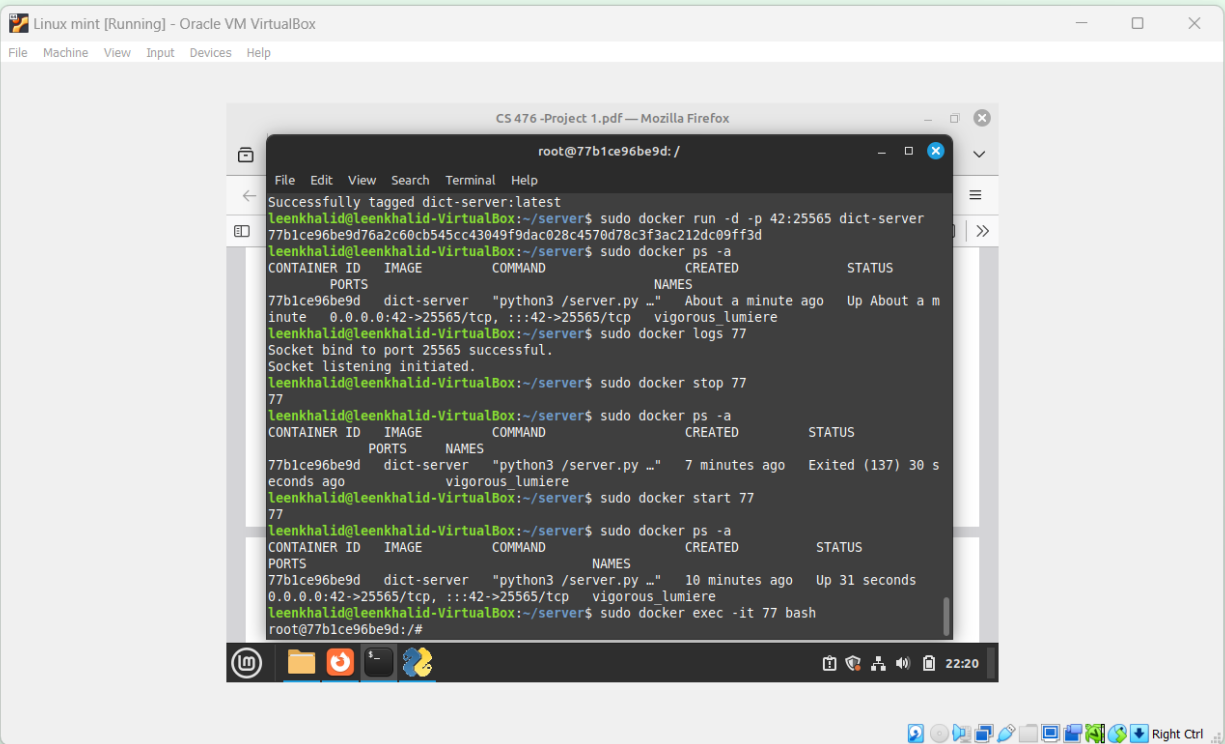 Linux mint [Running] - Oracle VM VirtualBox
File Machine View Input Devices Help
CS 476 -Project 1.pdf — Mozilla Firefox
root@77b1ce96be9d: /
File Edit View Search Terminal Help
Successfully tagged dict-server:latest
leenkhalid@leenkhalid-VirtualBox:~/server$ sudo docker run -d -p 42:25565 dict-server
77b1ce96be9d76a2c60cb545cc43049f9dac028c4570d78c3f3ac212dc09ff3d
leenkhalid@leenkhalid-VirtualBox:~/server$ sudo docker ps -a
CONTAINER ID   IMAGE         COMMAND                  CREATED              STATUS
        PORTS                                     NAMES
77b1ce96be9d   dict-server   "python3 /server.py …"   About a minute ago   Up About a m
inute   0.0.0.0:42->25565/tcp, :::42->25565/tcp   vigorous_lumiere
leenkhalid@leenkhalid-VirtualBox:~/server$ sudo docker logs 77
Socket bind to port 25565 successful.
Socket listening initiated.
leenkhalid@leenkhalid-VirtualBox:~/server$ sudo docker stop 77
77
leenkhalid@leenkhalid-VirtualBox:~/server$ sudo docker ps -a
CONTAINER ID   IMAGE         COMMAND                  CREATED         STATUS
             PORTS     NAMES
77b1ce96be9d   dict-server   "python3 /server.py …"   7 minutes ago   Exited (137) 30 s
econds ago             vigorous_lumiere
leenkhalid@leenkhalid-VirtualBox:~/server$ sudo docker start 77
77
leenkhalid@leenkhalid-VirtualBox:~/server$ sudo docker ps -a
CONTAINER ID   IMAGE         COMMAND                  CREATED          STATUS
PORTS                                     NAMES
77b1ce96be9d   dict-server   "python3 /server.py …"   10 minutes ago   Up 31 seconds
0.0.0.0:42->25565/tcp, :::42->25565/tcp   vigorous_lumiere
leenkhalid@leenkhalid-VirtualBox:~/server$ sudo docker exec -it 77 bash
root@77b1ce96be9d:/#
22:20
Right Ctrl